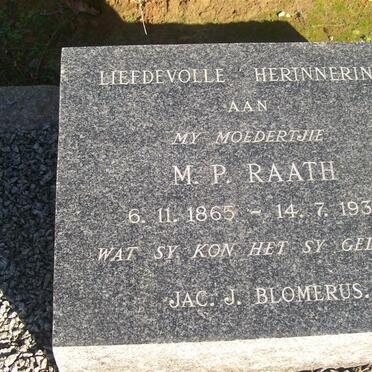 LIEFDEVOLLE HERINNERIN
AAN
MY MOEDERTJIE
M. P. RAATH
6. 11. 1865 - 14. 7. 193
WAT SY KON HET SY GED
JAC. J. BLOMERUS.